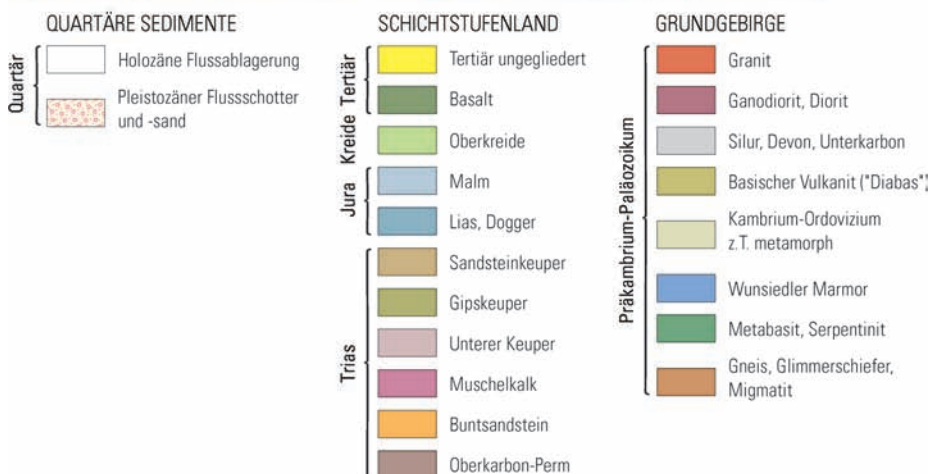 QUARTÄRE SEDIMENTE
Quartär
Holozäne Flussablagerung
Pleistozäner Flussschotter
und -sand
SCHICHTSTUFENLAND
Tertiär
Tertiär ungegliedert
Basalt
Kreide
Oberkreide
Jura
Malm
Lias, Dogger
Trias
Sandsteinkeuper
Gipskeuper
Unterer Keuper
Muschelkalk
Buntsandstein
Oberkarbon-Perm
GRUNDGEBIRGE
Präkambrium-Paläozoikum
Granit
Ganodiorit, Diorit
Silur, Devon, Unterkarbon
Basischer Vulkanit ("Diabas")
Kambrium-Ordovizium
z.T. metamorph
Wunsiedler Marmor
Metabasit, Serpentinit
Gneis, Glimmerschiefer,
Migmatit